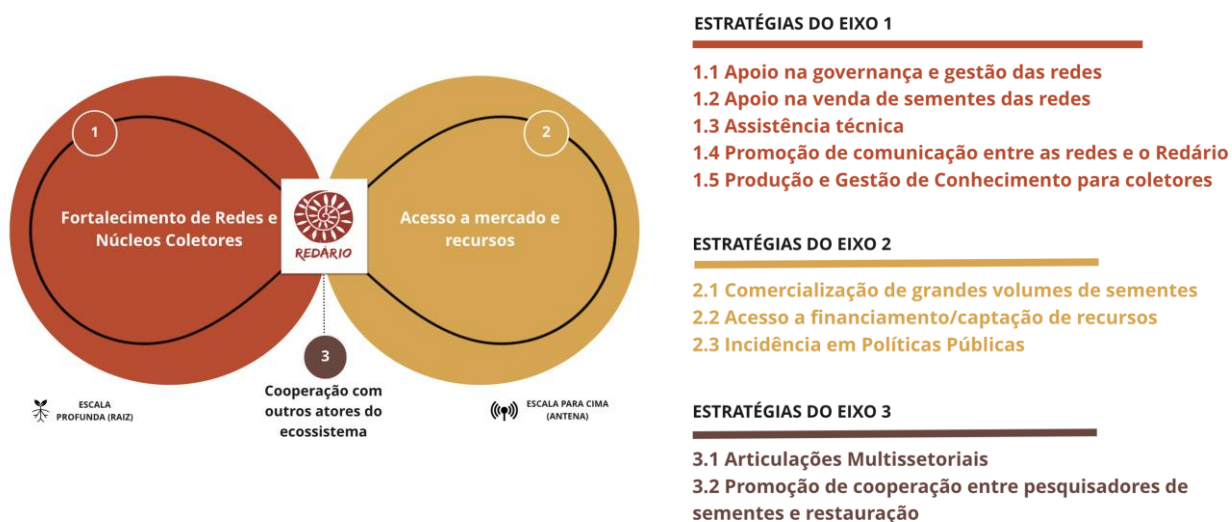 1
Fortalecimento de Redes e
Núcleos Coletores
2
Acesso a mercado e
recursos
REDÁRIO
3
Cooperação com
outros atores do
ecossistema
ESCALA
PROFUNDA (RAIZ)
ESCALA PARA CIMA
(ANTENA)
ESTRATÉGIAS DO EIXO 1
1.1 Apoio na governança e gestão das redes
1.2 Apoio na venda de sementes das redes
1.3 Assistência técnica
1.4 Promoção de comunicação entre as redes e o Redário
1.5 Produção e Gestão de Conhecimento para coletores
ESTRATÉGIAS DO EIXO 2
2.1 Comercialização de grandes volumes de sementes
2.2 Acesso a financiamento/captação de recursos
2.3 Incidência em Políticas Públicas
ESTRATÉGIAS DO EIXO 3
3.1 Articulações Multissetoriais
3.2 Promoção de cooperação entre pesquisadores de
sementes e restauração